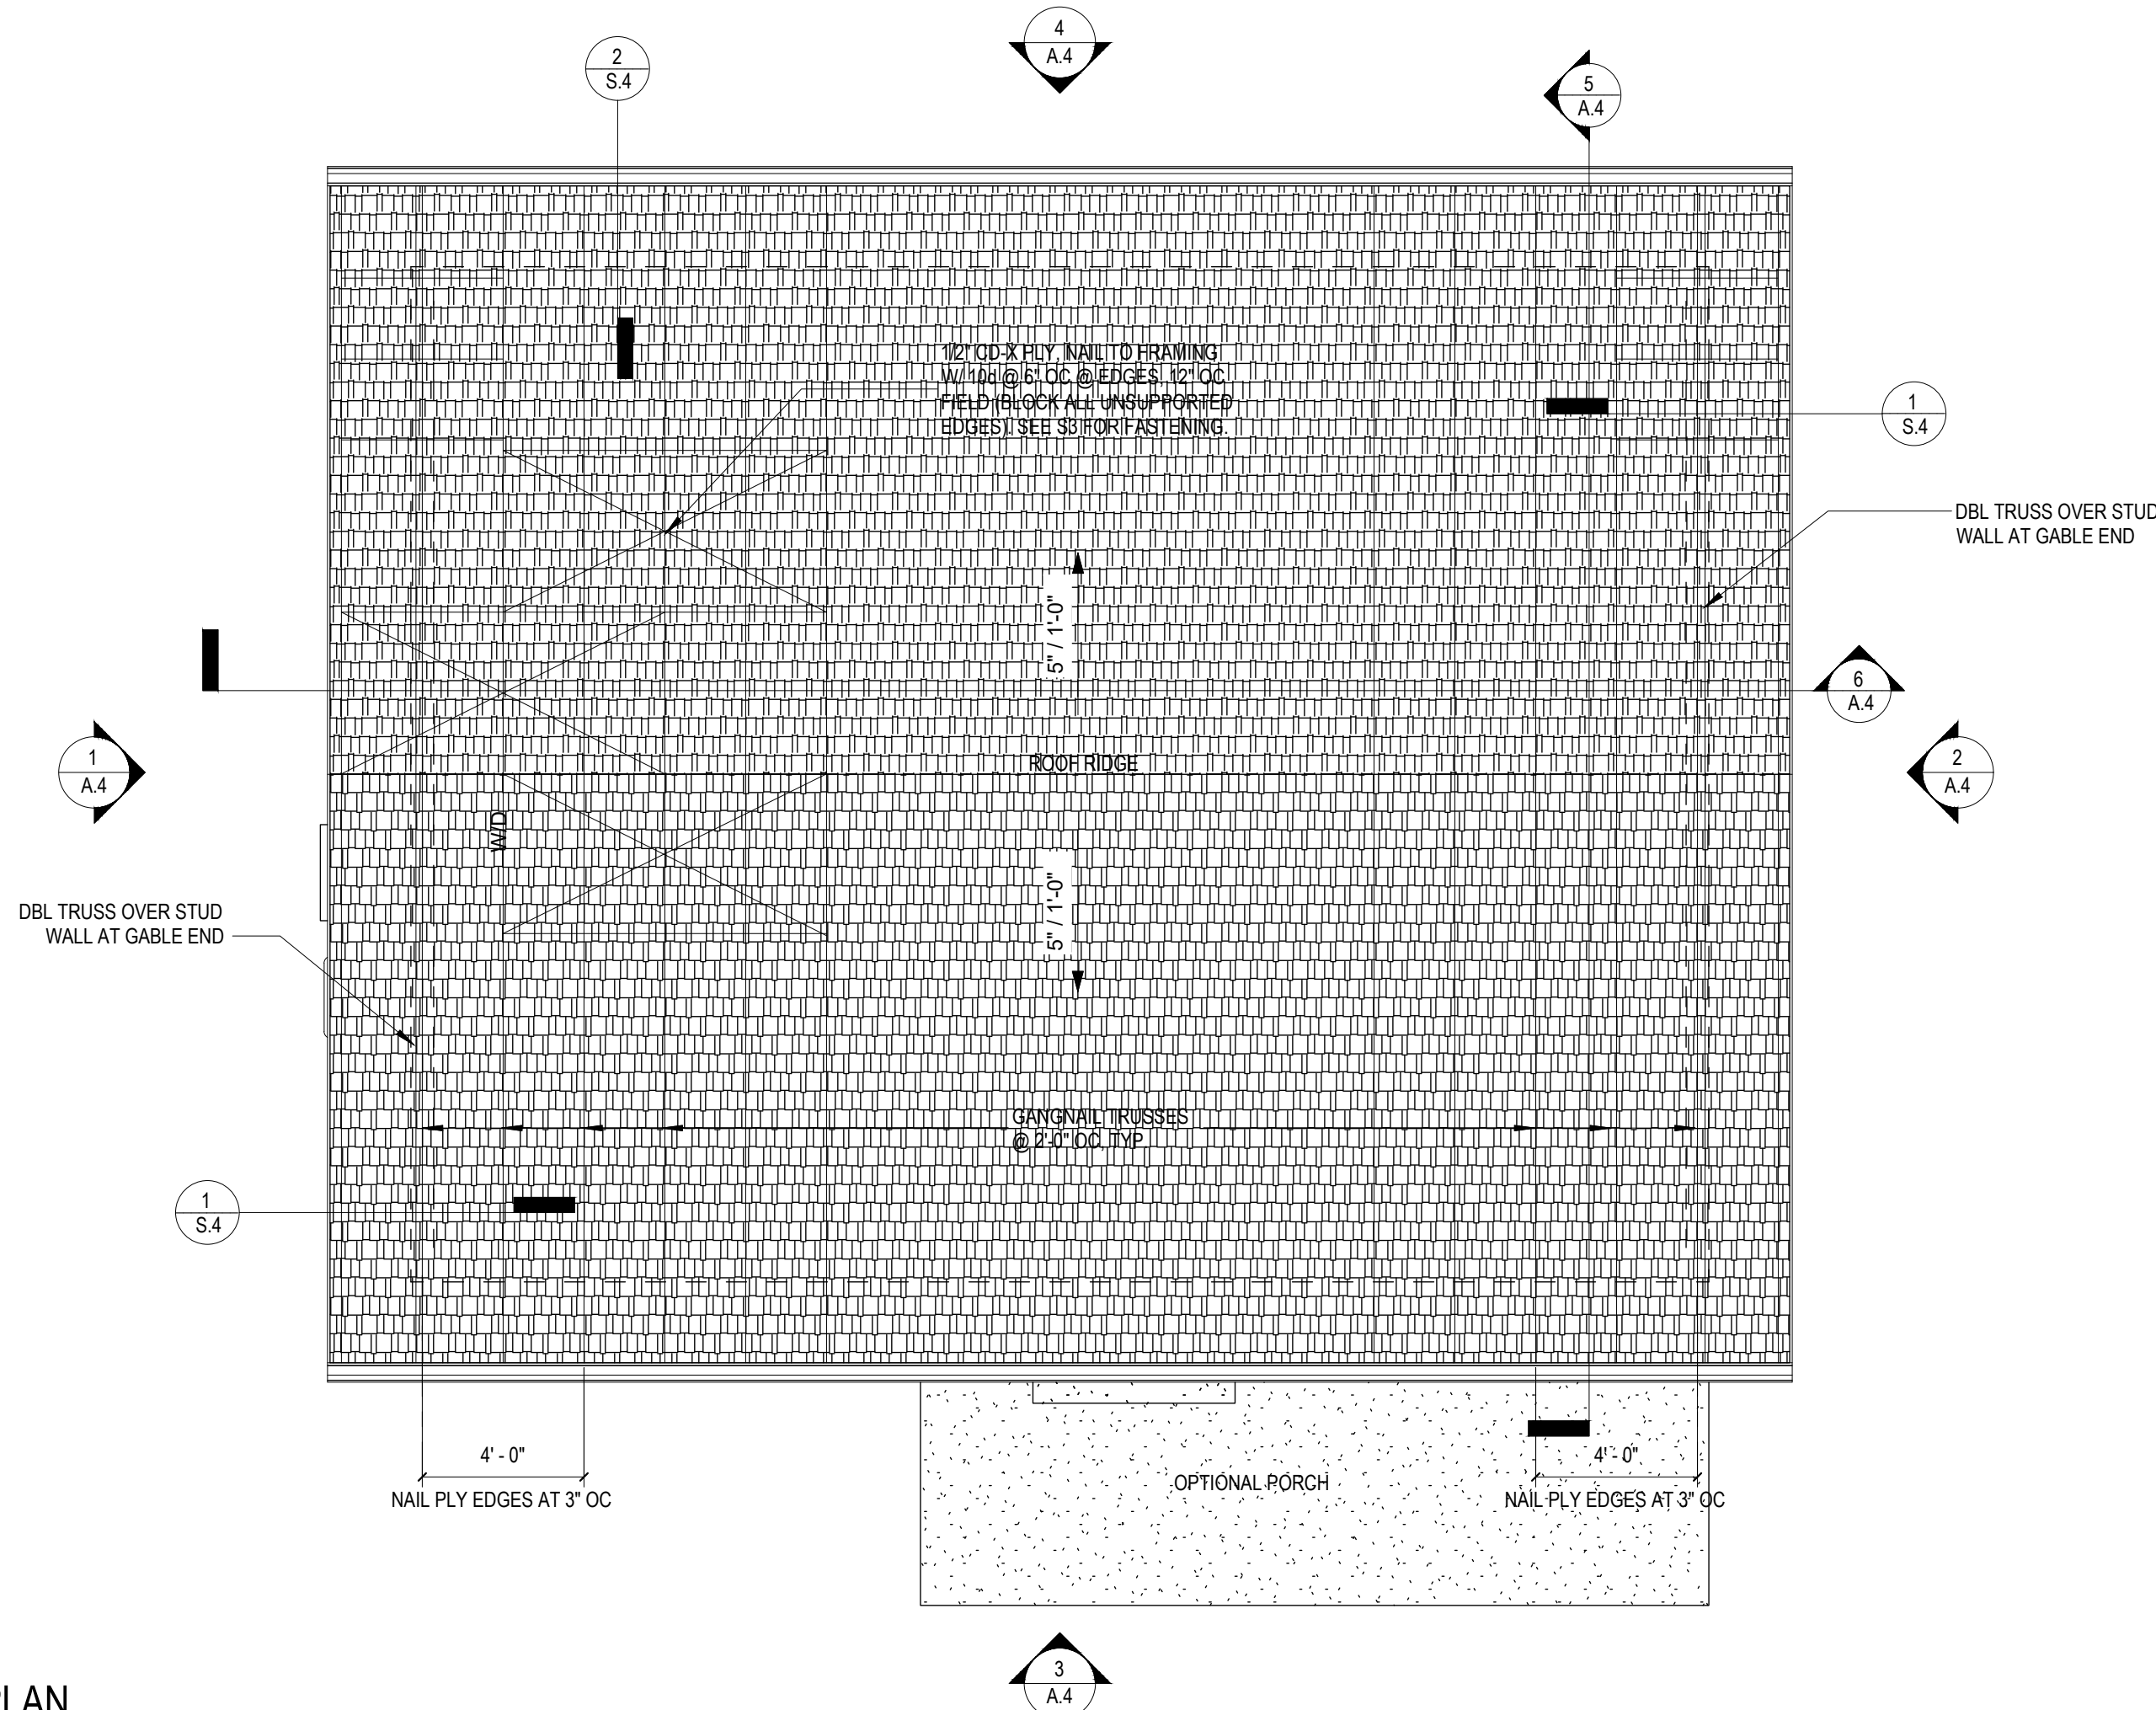 4
A.4
2
S.4
5
A.4
1/2" CD-X PLY, NAIL TO FRAMING
W/ 10d @ 6" OC @ EDGES, 12" OC
FIELD (BLOCK ALL UNSUPPORTED
EDGES). SEE S3 FOR FASTENING.
1
S.4
DBL TRUSS OVER STUD
WALL AT GABLE END
5" / 1'-0"
6
A.4
1
A.4
ROOF RIDGE
2
A.4
W/D
5" / 1'-0"
DBL TRUSS OVER STUD
WALL AT GABLE END
GANGNAIL TRUSSES
@ 2'-0" OC, TYP.
1
S.4
4' - 0"
NAIL PLY EDGES AT 3" OC
OPTIONAL PORCH
4' - 0"
NAIL PLY EDGES AT 3" OC
3
A.4
PLAN